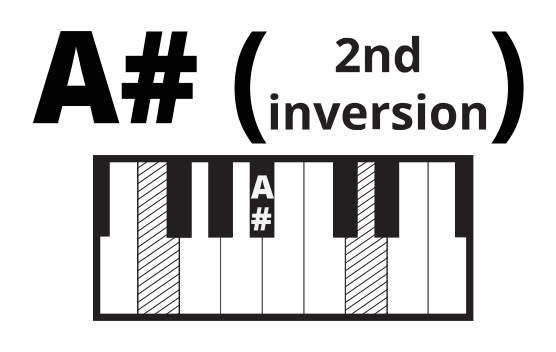 A# (2nd
inversion)
A
#